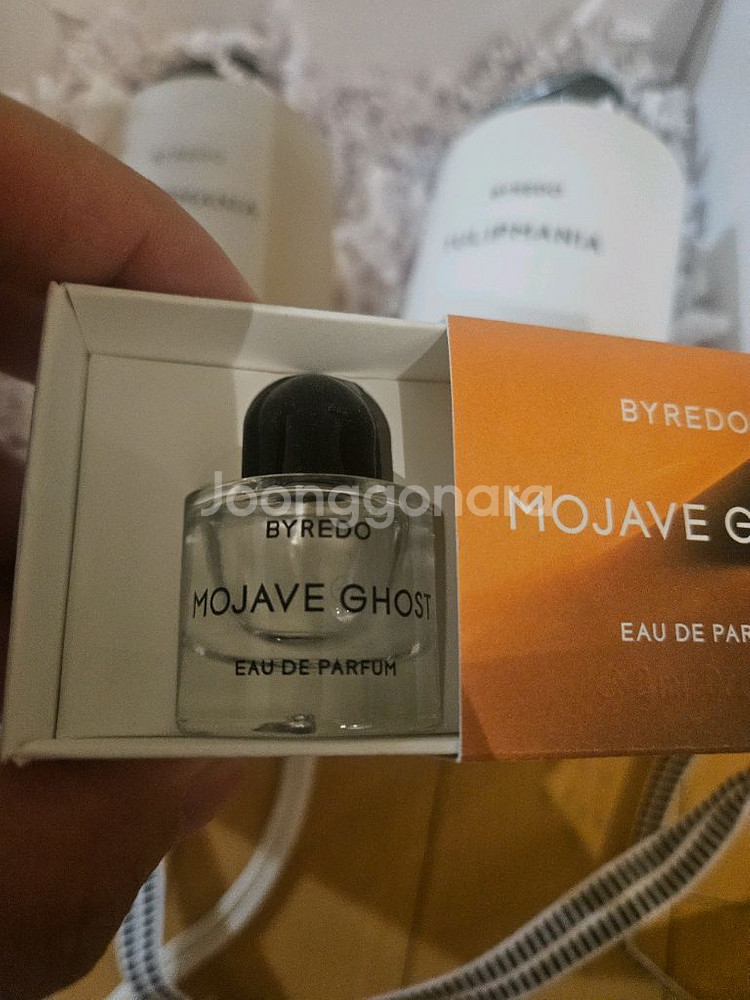 BYREDO
TULIPMANIA
BYREDO
MOJAVE G
EAU DE PAR
Joonggonara
BYREDO
MOJAVE GHOST
EAU DE PARFUM